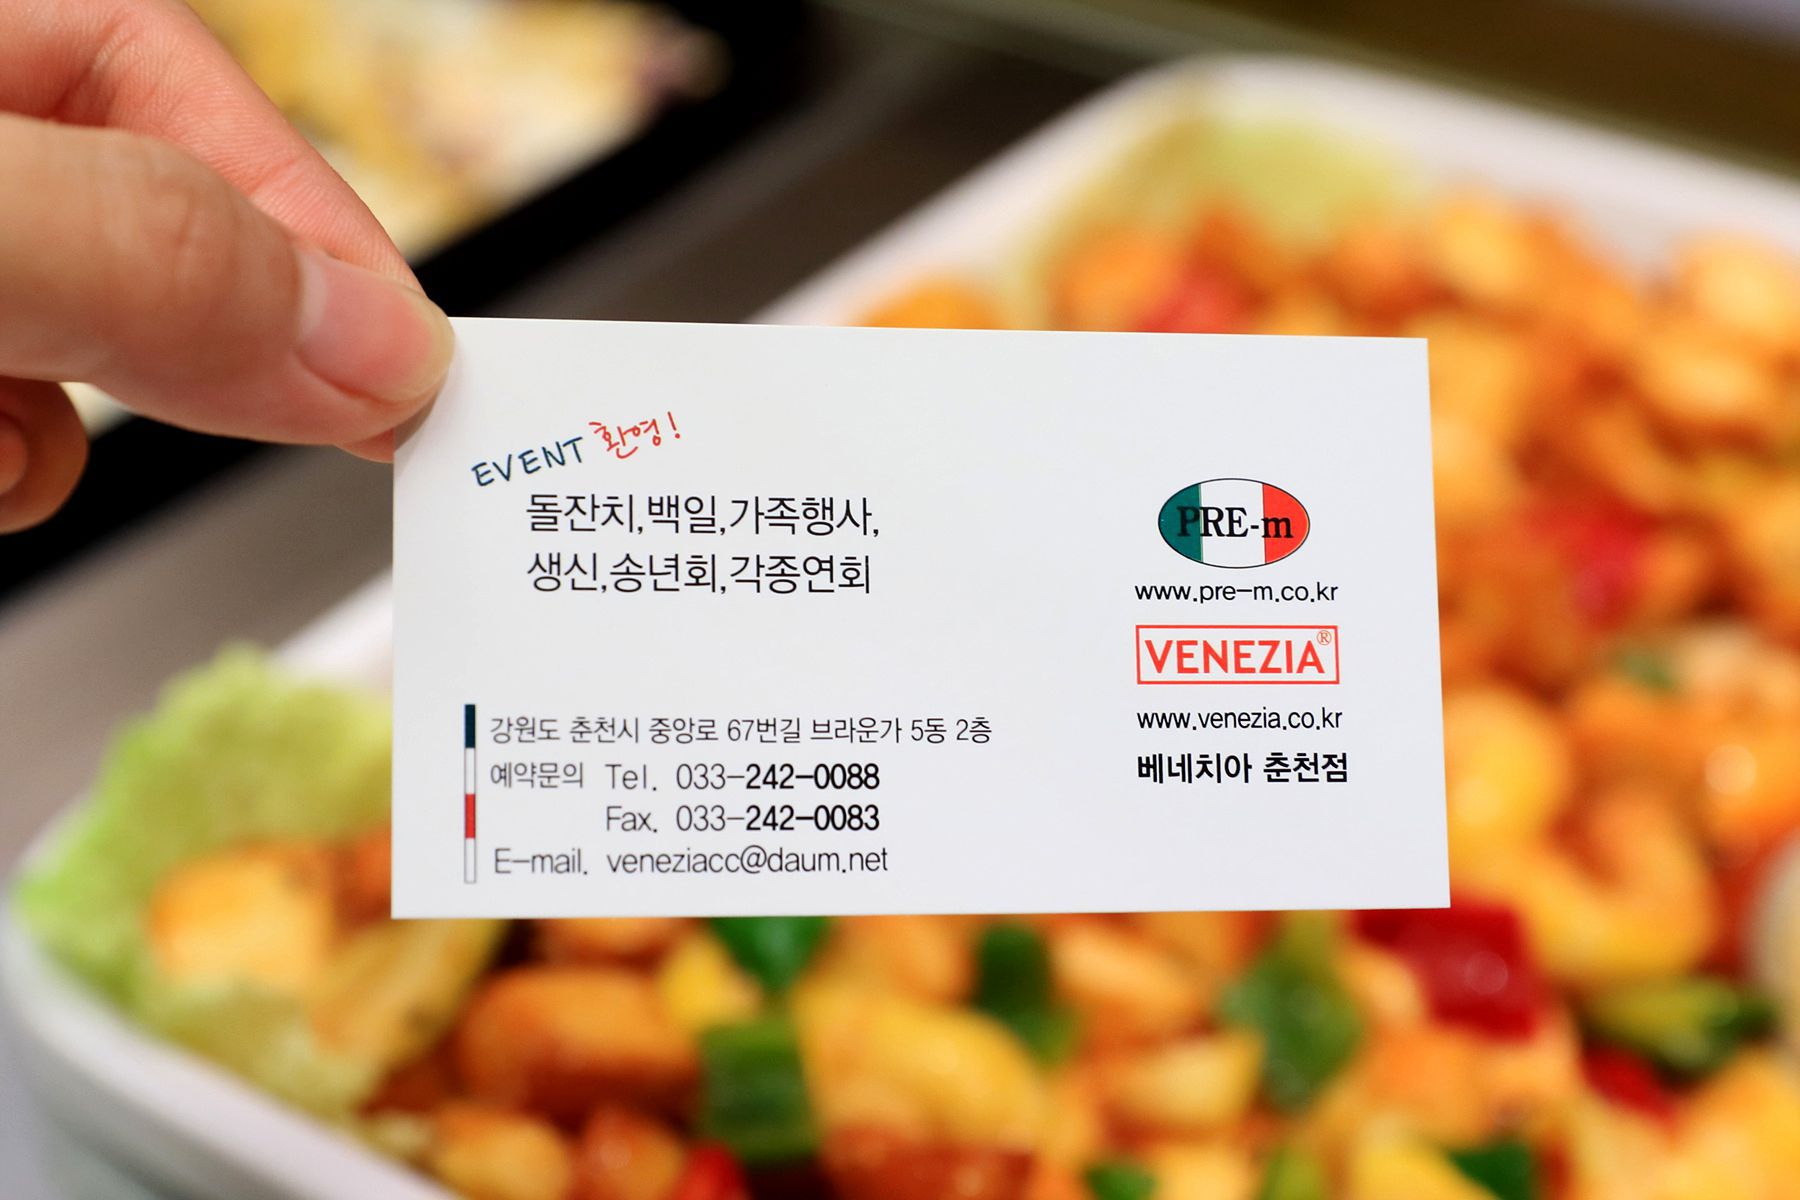 EVENT 환영!
돌잔치,백일,가족행사,
생신,송년회,각종연회
강원도 춘천시 중앙로 67번길 브라운가 5동 2층
예약문의 Tel. 033-242-0088
Fax. 033-242-0083
E-mail. veneziacc@daum.net
PRE-m
www.pre-m.co.kr
VENEZIA®
www.venezia.co.kr
베네치아 춘천점